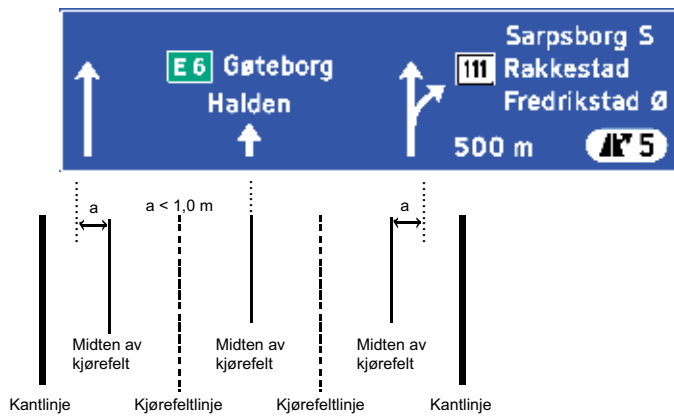 E 6 Gøteborg
Halden
Sarpsborg S
111 Rakkestad
Fredrikstad Ø
500 m
5
a
a < 1,0 m
a
Midten av
kjørefelt
Midten av
kjørefelt
Midten av
kjørefelt
Kantlinje
Kjørefeltlinje
Kjørefeltlinje
Kantlinje